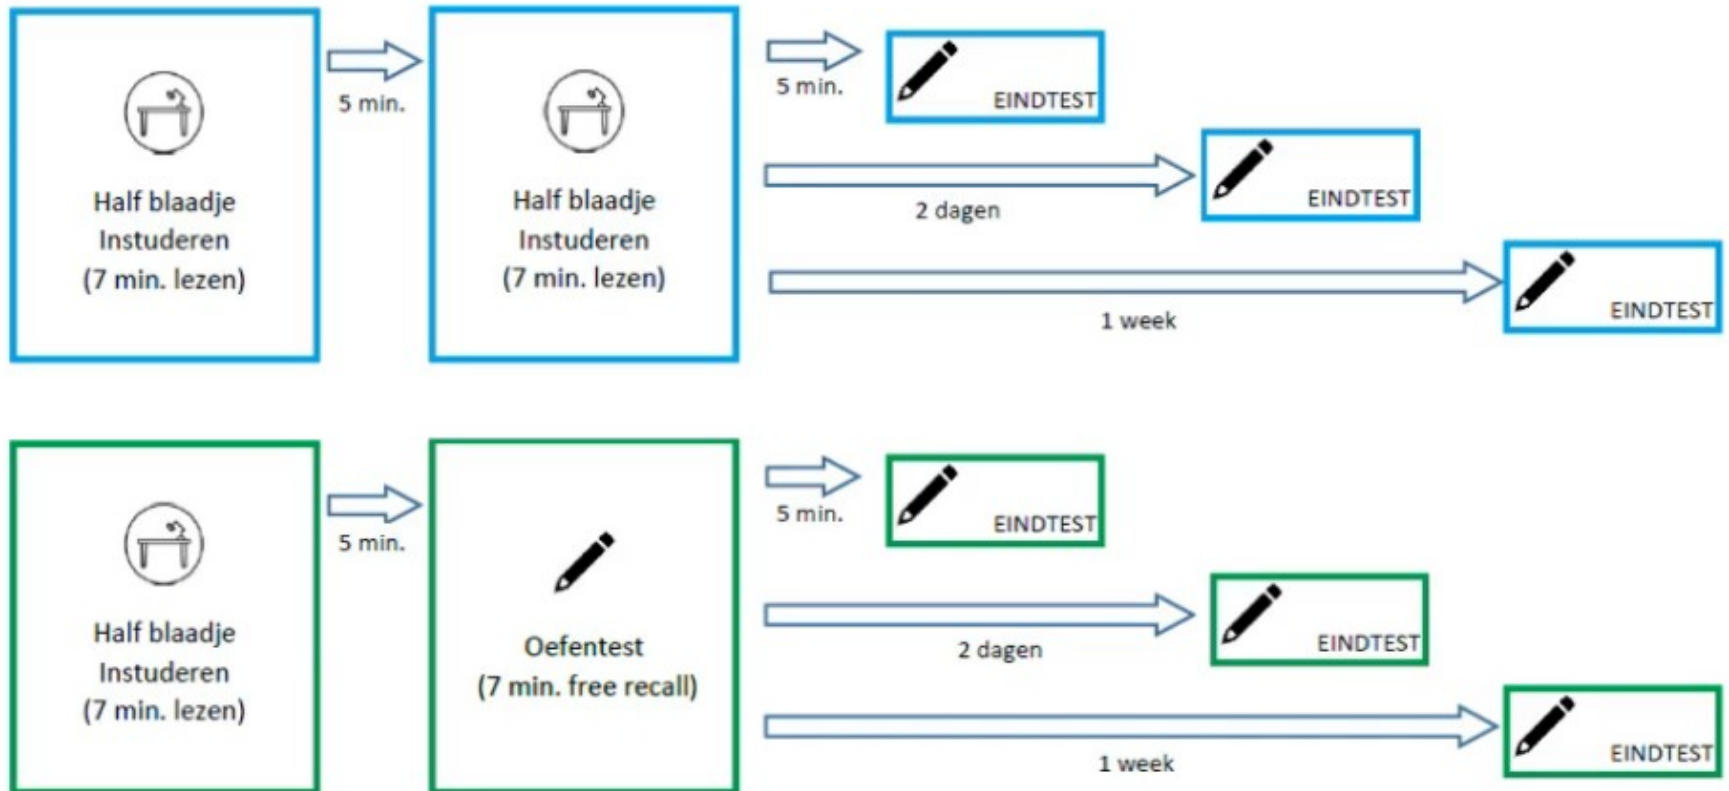 Half blaadje
Instuderen
(7 min. lezen)
5 min.
Half blaadje
Instuderen
(7 min. lezen)
5 min.
EINDTEST
2 dagen
EINDTEST
1 week
EINDTEST
Half blaadje
Instuderen
(7 min. lezen)
5 min.
Oefentest
(7 min. free recall)
5 min.
EINDTEST
2 dagen
EINDTEST
1 week
EINDTEST